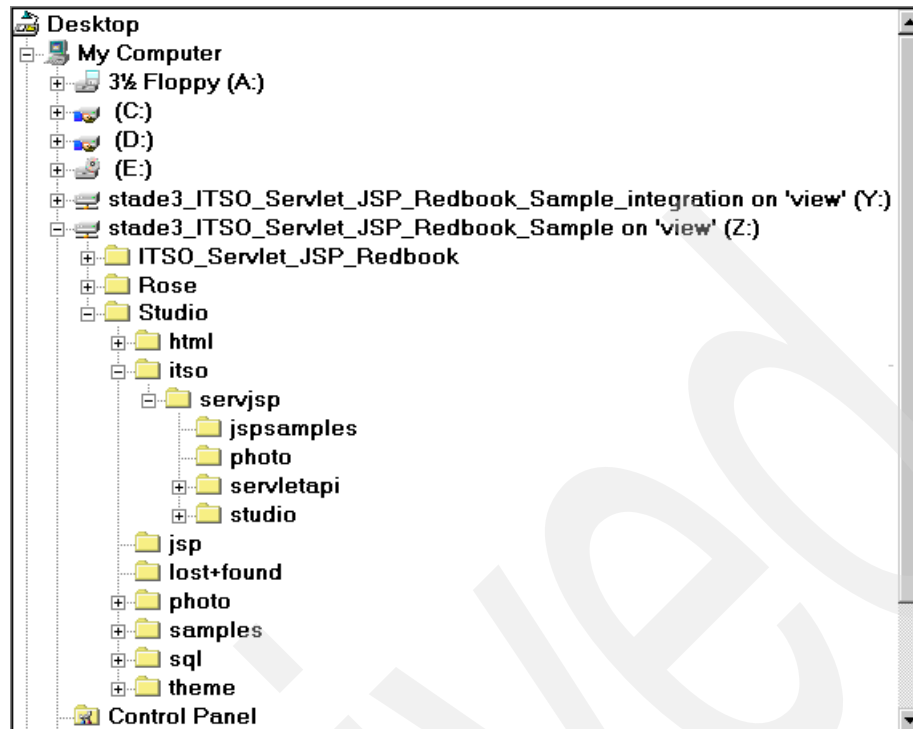 Desktop
My Computer
3½ Floppy (A:)
(C:)
(D:)
(E:)
stade3_ITSO_Servlet_JSP_Redbook_Sample_integration on 'view' (Y:)
stade3_ITSO_Servlet_JSP_Redbook_Sample on 'view' (Z:)
ITSO_Servlet_JSP_Redbook
Rose
Studio
html
itso
servjsp
jspsamples
photo
servletapi
studio
jsp
lost+found
photo
samples
sql
theme
Control Panel